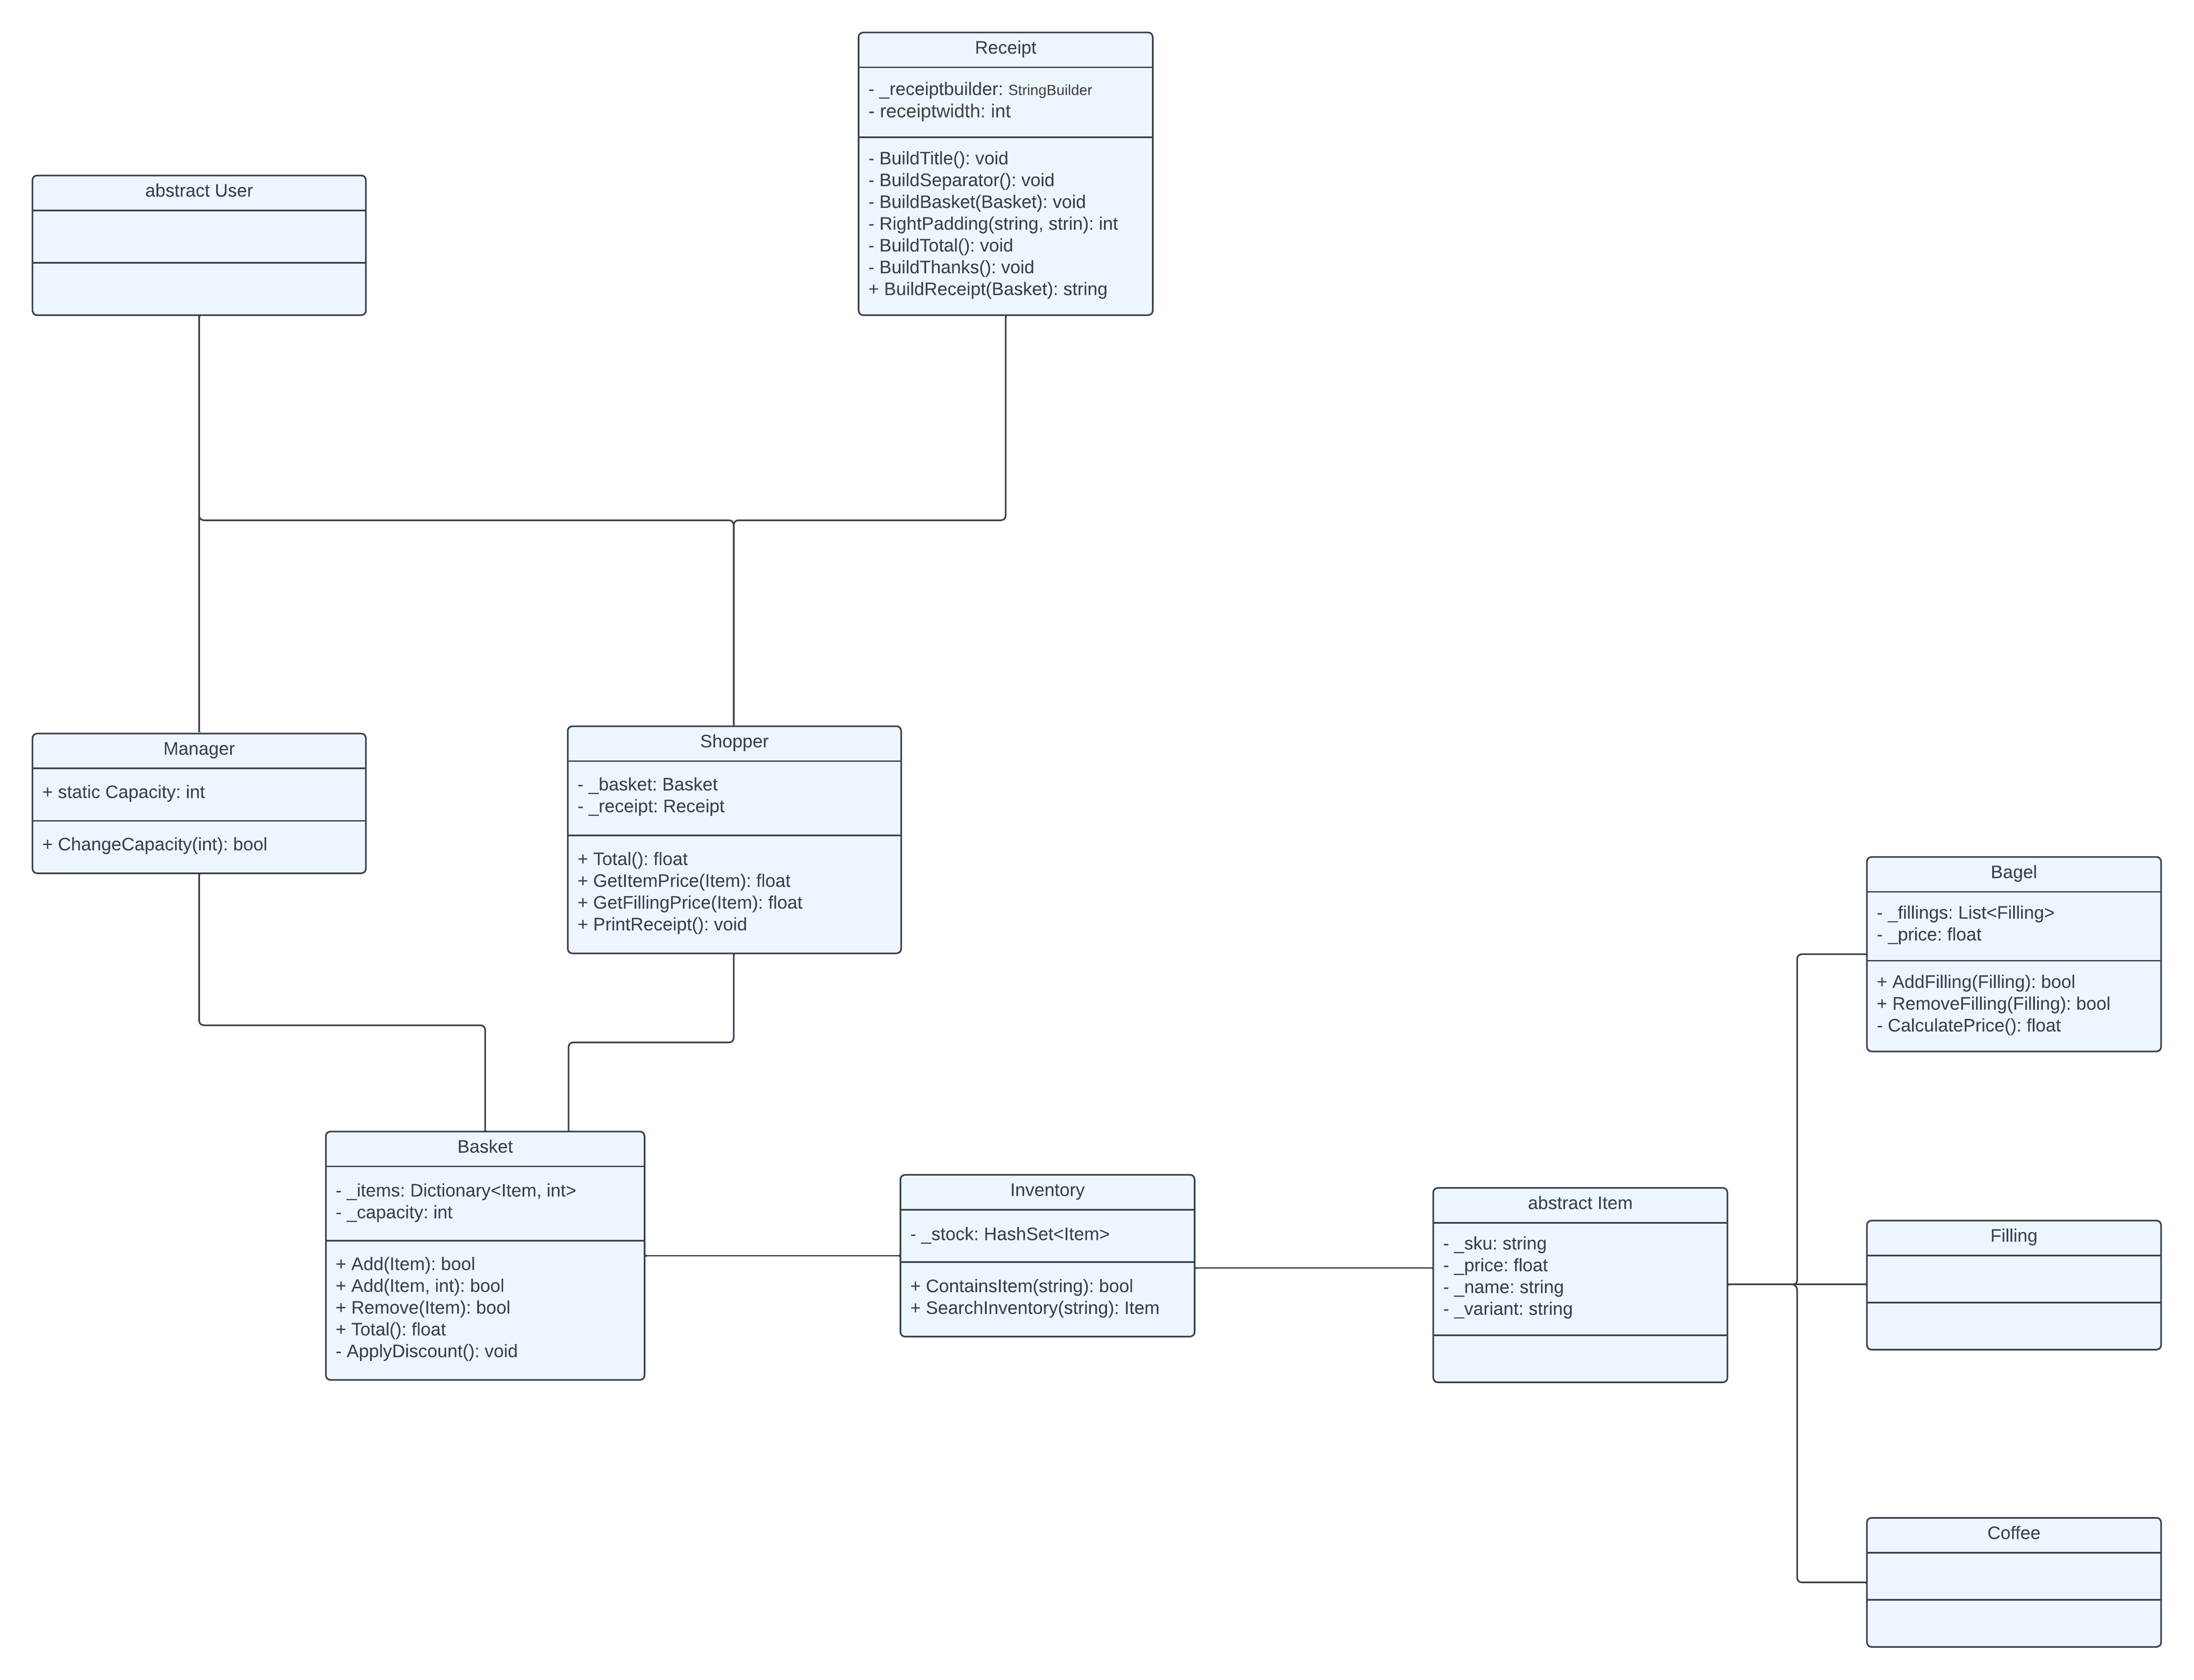 Receipt
- _receiptbuilder: StringBuilder
- receiptwidth: int
- BuildTitle(): void
- BuildSeparator(): void
- BuildBasket(Basket): void
- RightPadding(string, strin): int
- BuildTotal(): void
- BuildThanks(): void
+ BuildReceipt(Basket): string
abstract User
Manager
+ static Capacity: int
+ ChangeCapacity(int): bool
Shopper
- _basket: Basket
- _receipt: Receipt
+ Total(): float
+ GetItemPrice(Item): float
+ GetFillingPrice(Item): float
+ PrintReceipt(): void
Bagel
- _fillings: List<Filling>
- _price: float
+ AddFilling(Filling): bool
+ RemoveFilling(Filling): bool
- CalculatePrice(): float
Basket
- _items: Dictionary<Item, int>
- _capacity: int
+ Add(Item): bool
+ Add(Item, int): bool
+ Remove(Item): bool
+ Total(): float
- ApplyDiscount(): void
Inventory
- _stock: HashSet<Item>
+ ContainsItem(string): bool
+ SearchInventory(string): Item
abstract Item
- _sku: string
- _price: float
- _name: string
- _variant: string
Filling
Coffee